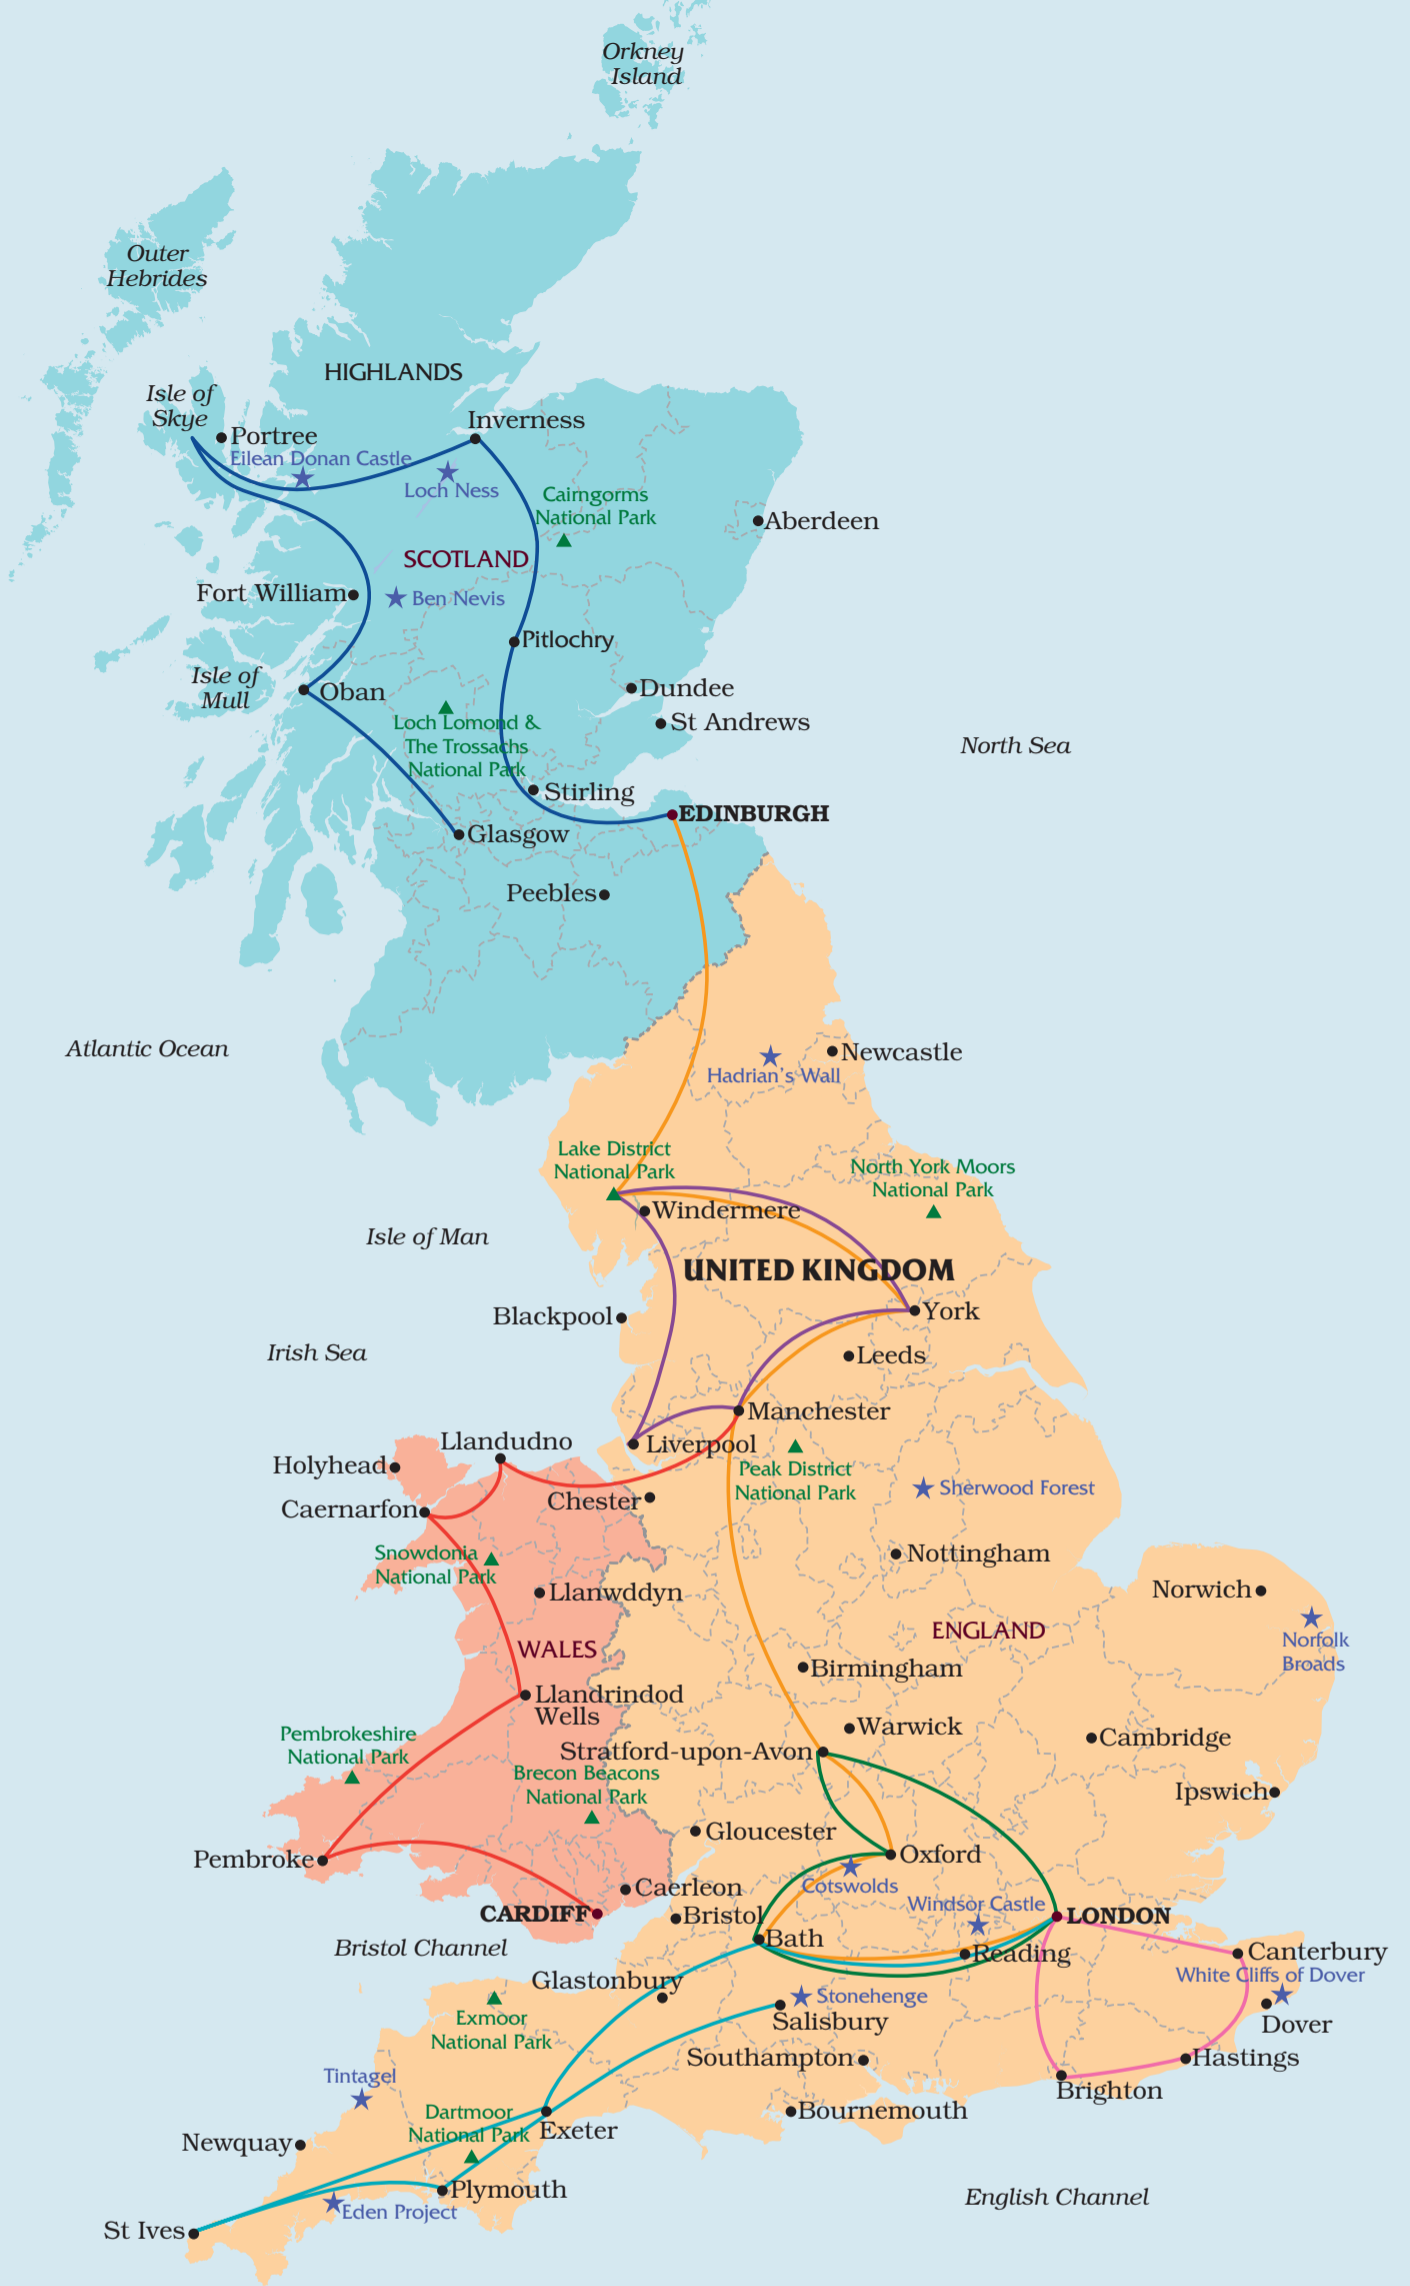 Orkney
Island
Outer
Hebrides
HIGHLANDS
Isle of
Skye
Portree
Inverness
Eilean Donan Castle
Loch Ness
Cairngorms
National Park
Aberdeen
SCOTLAND
Fort William
Ben Nevis
Pitlochry
Isle of
Mull
Oban
Dundee
St Andrews
Loch Lomond &
The Trossachs
National Park
North Sea
Stirling
EDINBURGH
Glasgow
Peebles
Atlantic Ocean
Newcastle
Hadrian's Wall
Lake District
National Park
North York Moors
National Park
Windermere
Isle of Man
UNITED KINGDOM
York
Blackpool
Irish Sea
Leeds
Manchester
Liverpool
Llandudno
Holyhead
Peak District
National Park
Sherwood Forest
Chester
Caernarfon
Snowdonia
National Park
Nottingham
Llanwddyn
Norwich
Norfolk
Broads
WALES
ENGLAND
Birmingham
Llandrindod
Wells
Warwick
Cambridge
Pembrokeshire
National Park
Stratford-upon-Avon
Brecon Beacons
National Park
Ipswich
Gloucester
Oxford
Pembroke
Cotswolds
Caerleon
Windsor Castle
CARDIFF
Bristol
LONDON
Bath
Bristol Channel
Reading
Canterbury
White Cliffs of Dover
Glastonbury
Stonehenge
Exmoor
National Park
Salisbury
Dover
Southampton
Hastings
Tintagel
Brighton
Dartmoor
National Park
Bournemouth
Exeter
Newquay
Plymouth
English Channel
Eden Project
St Ives